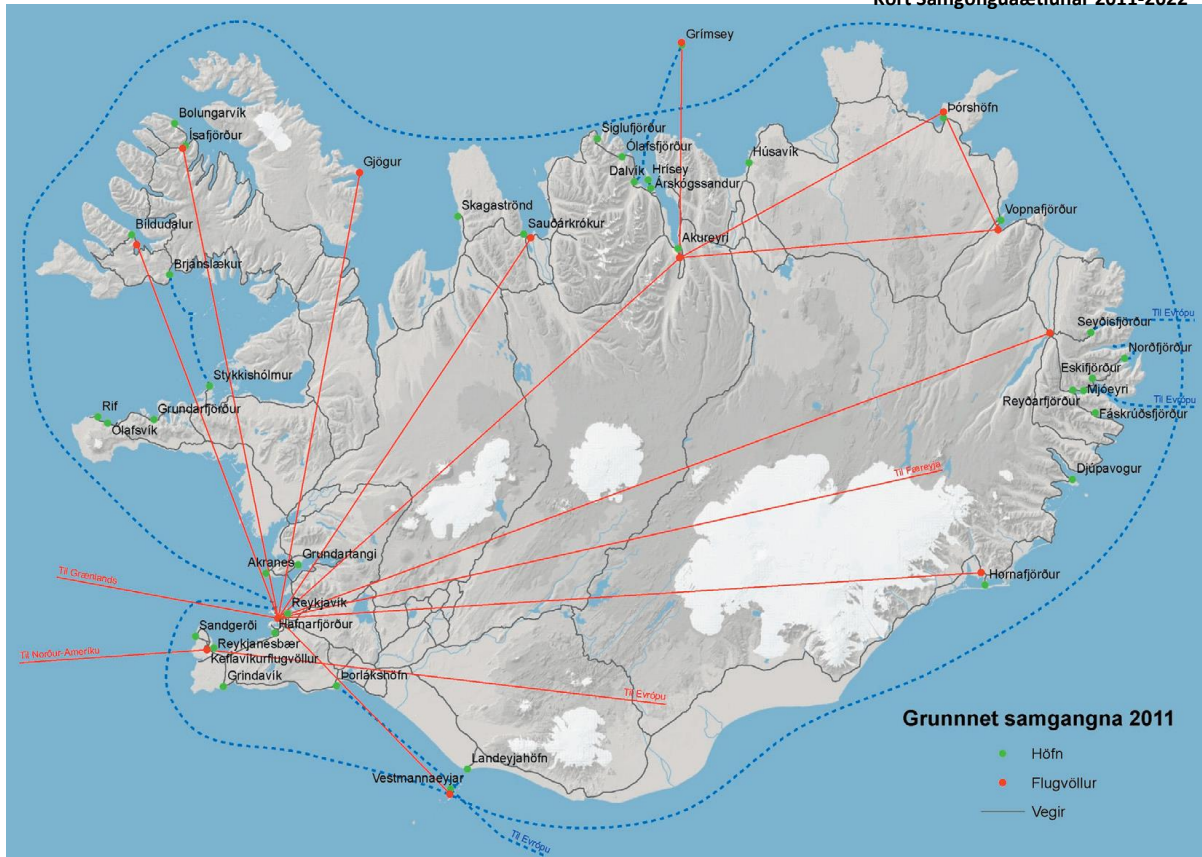 Kort Samgönguáætlunar 2011-2022
Grímsey
Bolungarvík
Ísafjörður
Gjögur
Þórshöfn
Siglufjörður
Ólafsfjörður
Húsavík
Dalvík
Hrísey
Árskógssandur
Skagaströnd
Sauðárkrókur
Vopnafjörður
Bíldudalur
Akureyri
Brjánslækur
Til Evrópu
Seyðisfjörður
Norðfjörður
Eskifjörður
Stykkishólmur
Mjóeyri
Til Evrópu
Reyðarfjörður
Rif
Grundarfjörður
Fáskrúðsfjörður
Ólafsvík
Til Færeyja
Djúpavogur
Grundartangi
Akranes
Til Grænlands
Hornafjörður
Reykjavík
Sandgerði
Hafnarfjörður
Til Norður-Ameríku
Reykjanesbær
Keflavíkurflugvöllur
Grindavík
Þorlákshöfn
Til Evrópu
Grunnnet samgangna 2011
Höfn
Landeyjahöfn
Vestmannaeyjar
Flugvöllur
Vegir
Til Evrópu